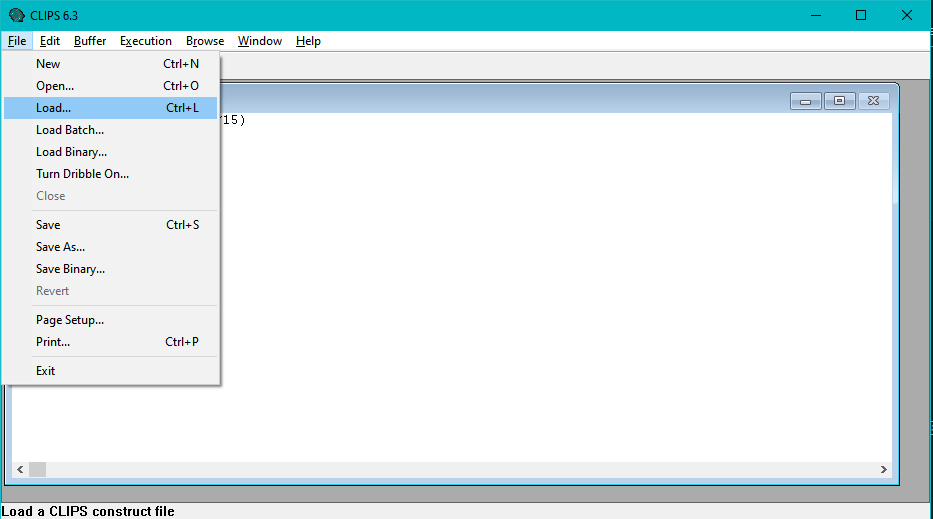 CLIPS 6.3
File Edit Buffer Execution Browse Window Help
New Ctrl+N
Open... Ctrl+O
Load... Ctrl+L
15)
Load Batch...
Load Binary...
Turn Dribble On...
Close
Save Ctrl+S
Save As...
Save Binary...
Revert
Page Setup...
Print... Ctrl+P
Exit
Load a CLIPS construct file